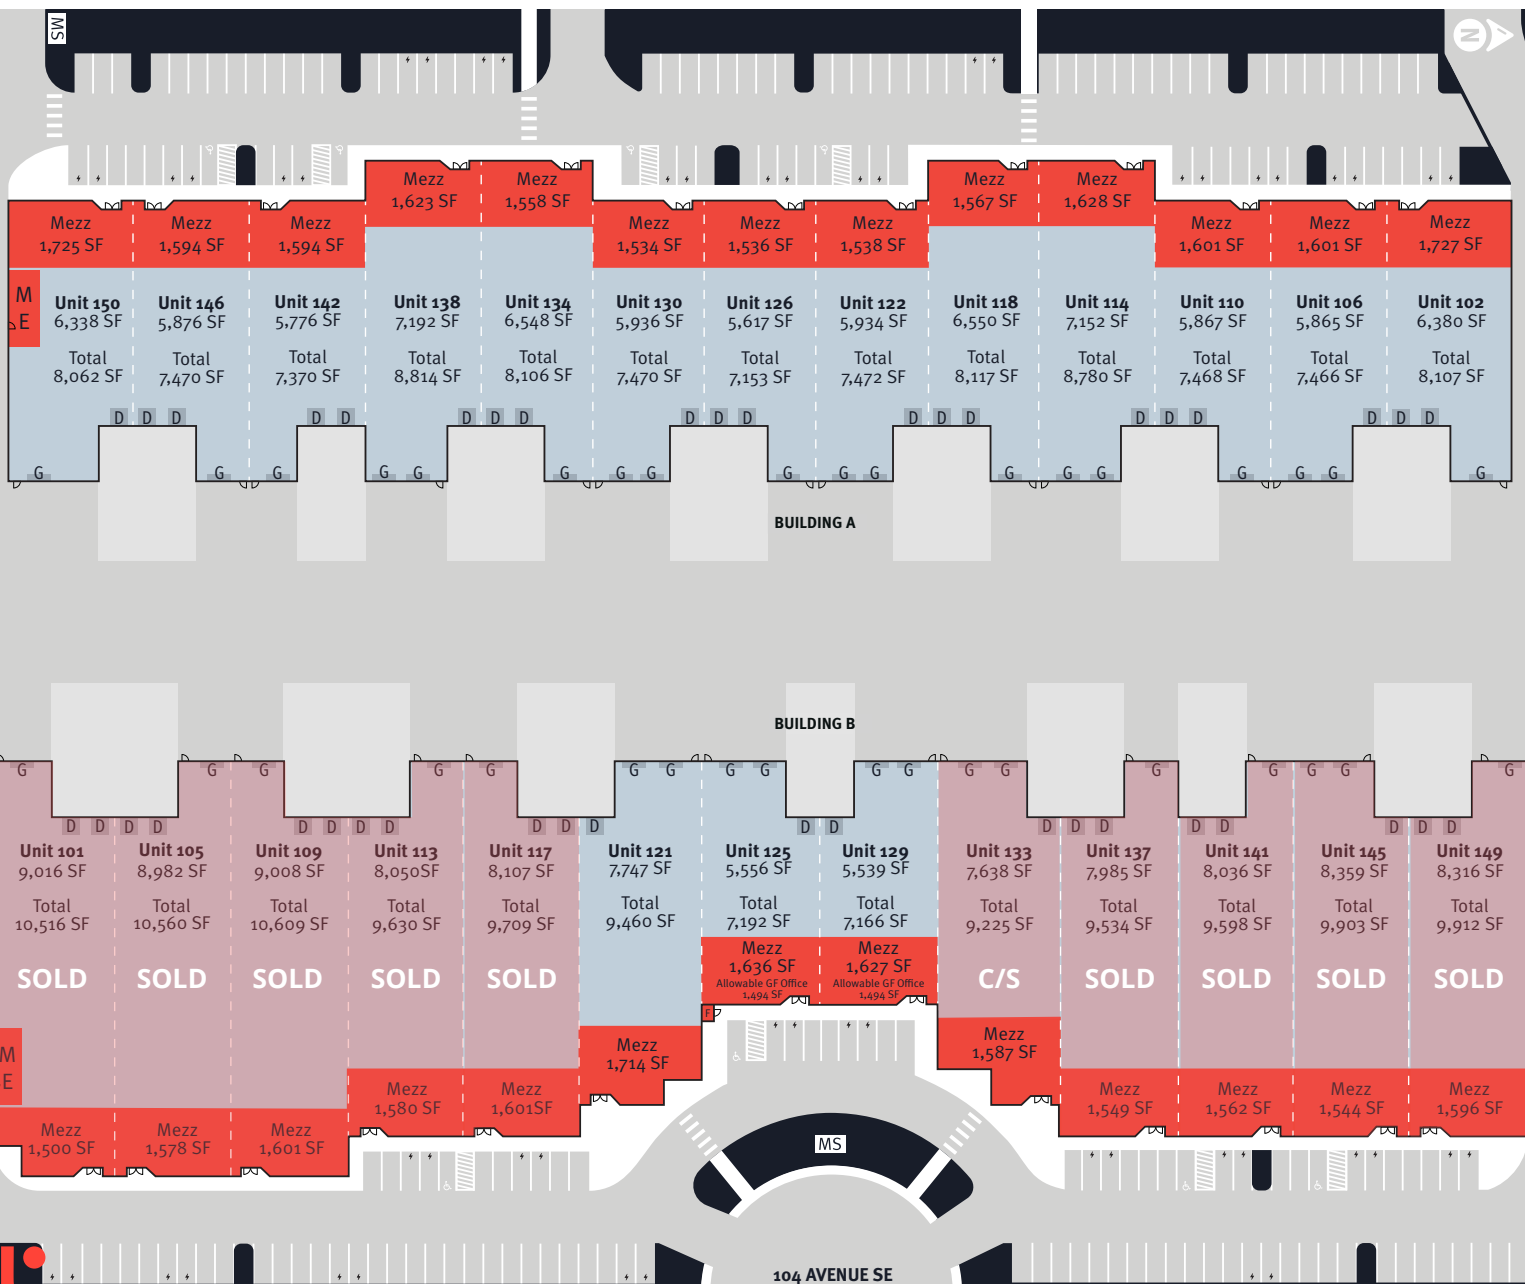 MS
N
Mezz
1,725 SF
Mezz
1,594 SF
Mezz
1,594 SF
Mezz
1,623 SF
Mezz
1,558 SF
Mezz
1,534 SF
Mezz
1,536 SF
Mezz
1,538 SF
Mezz
1,567 SF
Mezz
1,628 SF
Mezz
1,601 SF
Mezz
1,601 SF
Mezz
1,727 SF
M
E
Unit 150
6,338 SF
Total
8,062 SF
Unit 146
5,876 SF
Total
7,470 SF
Unit 142
5,776 SF
Total
7,370 SF
Unit 138
7,192 SF
Total
8,814 SF
Unit 134
6,548 SF
Total
8,106 SF
Unit 130
5,936 SF
Total
7,470 SF
Unit 126
5,617 SF
Total
7,153 SF
Unit 122
5,934 SF
Total
7,472 SF
Unit 118
6,550 SF
Total
8,117 SF
Unit 114
7,152 SF
Total
8,780 SF
Unit 110
5,867 SF
Total
7,468 SF
Unit 106
5,865 SF
Total
7,466 SF
Unit 102
6,380 SF
Total
8,107 SF
D D D D D D D D D D D D D D D D D D D D
G G G G G G G G G G G G G G G G G G G
BUILDING A
BUILDING B
G G G G G G G G G G G G G G G G G G G
D D D D D D D D D D D D D D D D D D D D D D D D
Unit 101
9,016 SF
Total
10,516 SF
SOLD
Unit 105
8,982 SF
Total
10,560 SF
SOLD
Unit 109
9,008 SF
Total
10,609 SF
SOLD
Unit 113
8,050SF
Total
9,630 SF
SOLD
Unit 117
8,107 SF
Total
9,709 SF
SOLD
Unit 121
7,747 SF
Total
9,460 SF
Unit 125
5,556 SF
Total
7,192 SF
Unit 129
5,539 SF
Total
7,166 SF
Unit 133
7,638 SF
Total
9,225 SF
C/S
Unit 137
7,985 SF
Total
9,534 SF
SOLD
Unit 141
8,036 SF
Total
9,598 SF
SOLD
Unit 145
8,359 SF
Total
9,903 SF
SOLD
Unit 149
8,316 SF
Total
9,912 SF
SOLD
Mezz
1,636 SF
Allowable GF Office
1,494 SF
Mezz
1,627 SF
Allowable GF Office
1,494 SF
F
M
E
Mezz
1,714 SF
Mezz
1,587 SF
Mezz
1,580 SF
Mezz
1,601SF
Mezz
1,549 SF
Mezz
1,562 SF
Mezz
1,544 SF
Mezz
1,596 SF
Mezz
1,500 SF
Mezz
1,578 SF
Mezz
1,601 SF
MS
104 AVENUE SE